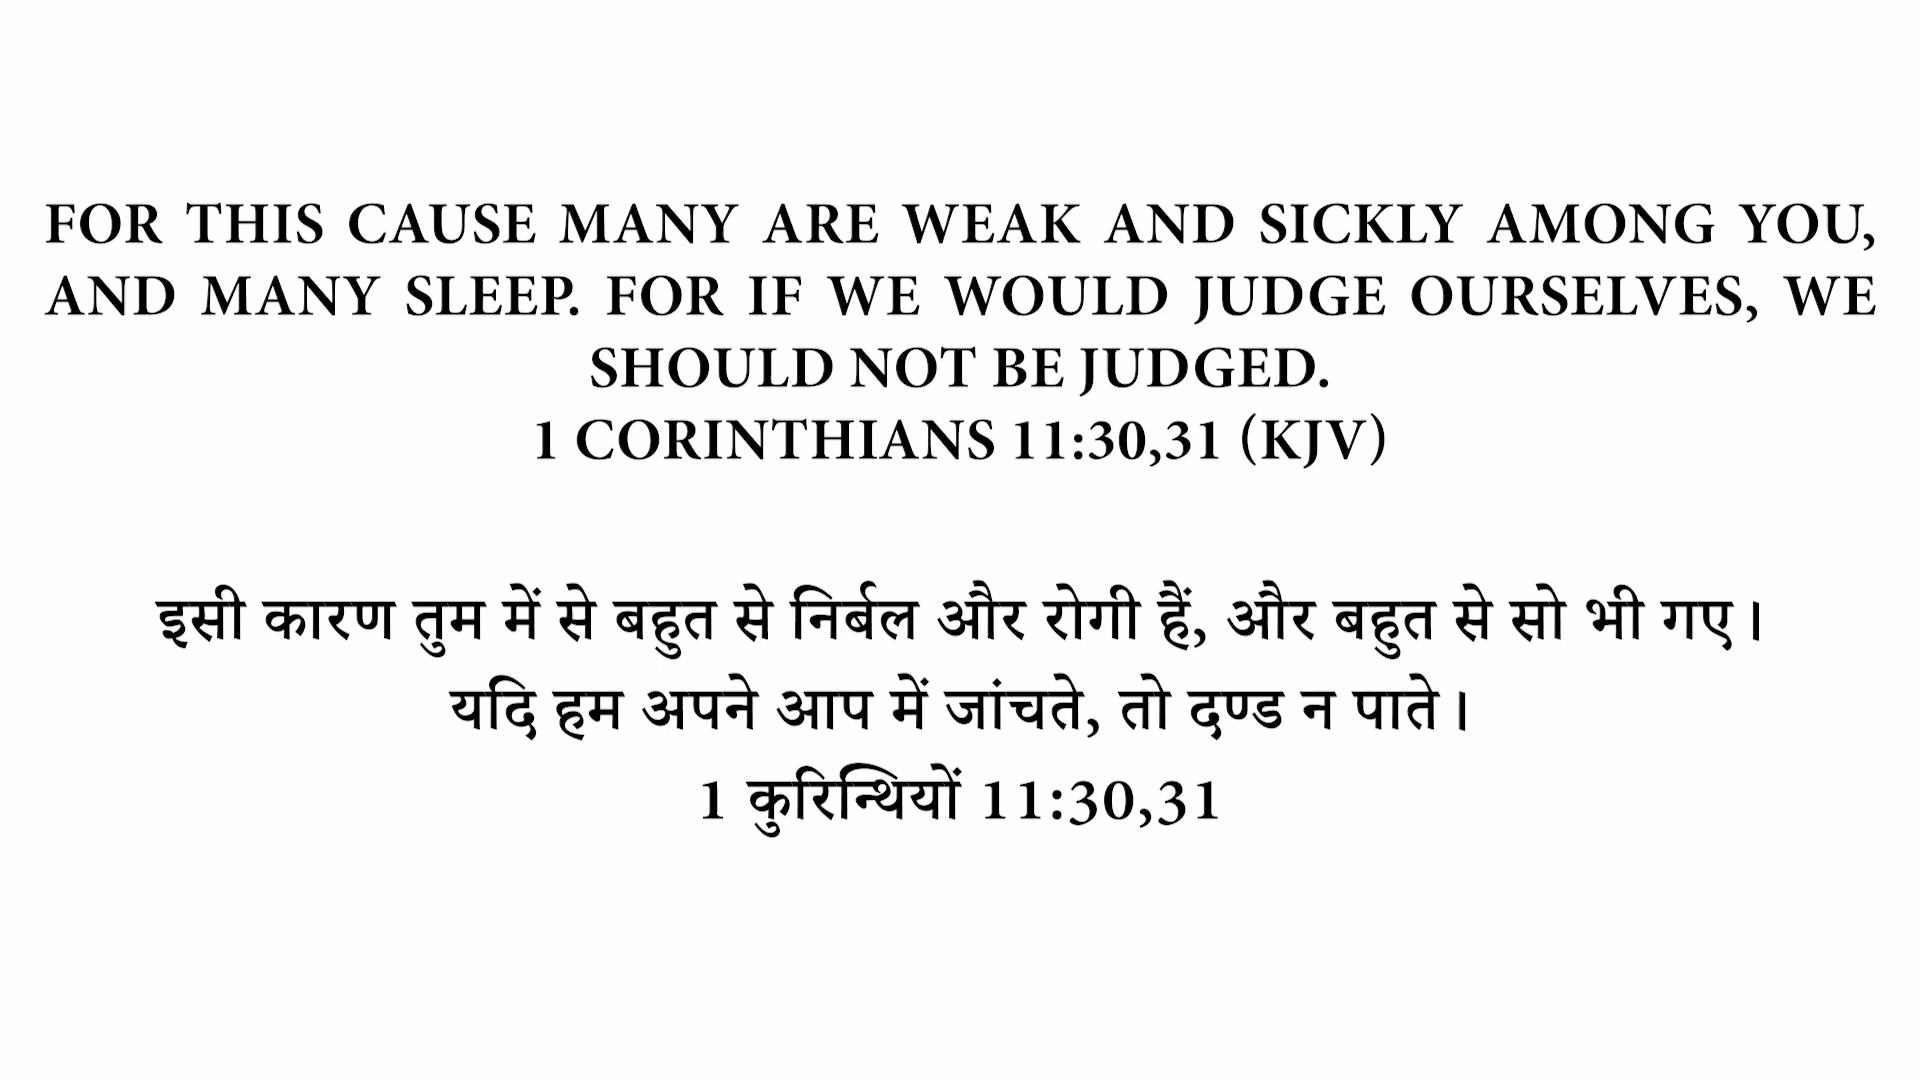 FOR THIS CAUSE MANY ARE WEAK AND SICKLY AMONG YOU,
AND MANY SLEEP. FOR IF WE WOULD JUDGE OURSELVES, WE
SHOULD NOT BE JUDGED.
1 CORINTHIANS 11:30,31 (KJV)
इसी कारण तुम में से बहुत से निर्बल और रोगी हैं, और बहुत से सो भी गए।
यदि हम अपने आप में जांचते, तो दण्ड न पाते।
1 कुरिन्थियों 11:30,31